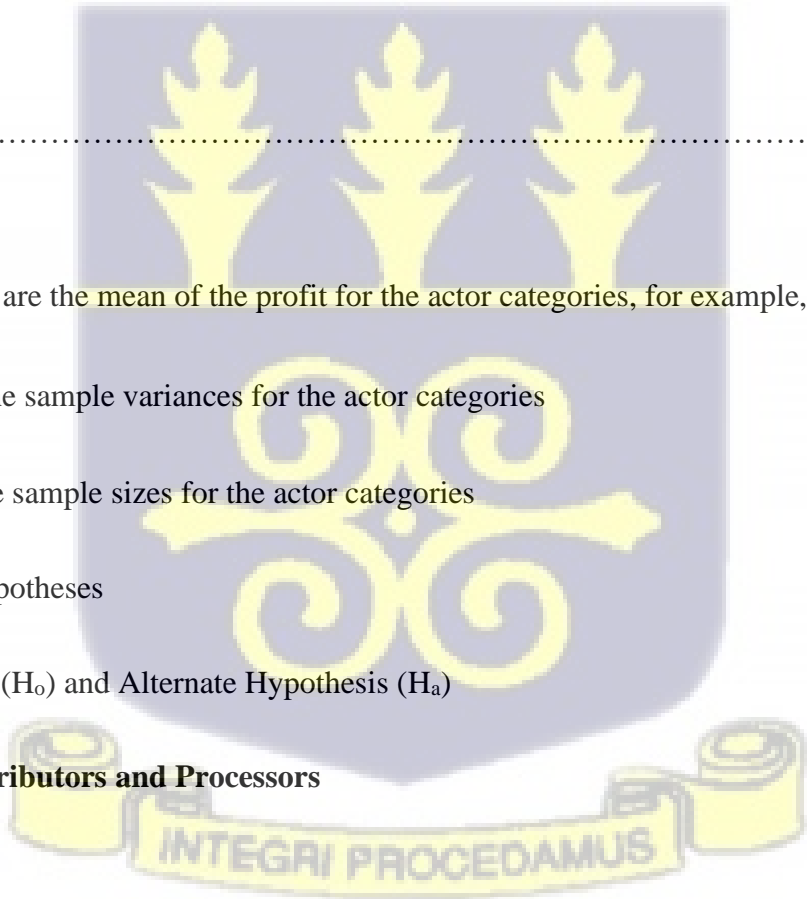 ……………………………………………………………………
are the mean of the profit for the actor categories, for example,
e sample variances for the actor categories
e sample sizes for the actor categories
potheses
(Ho) and Alternate Hypothesis (Ha)
ributors and Processors
INTEGRI PROCEDAMUS